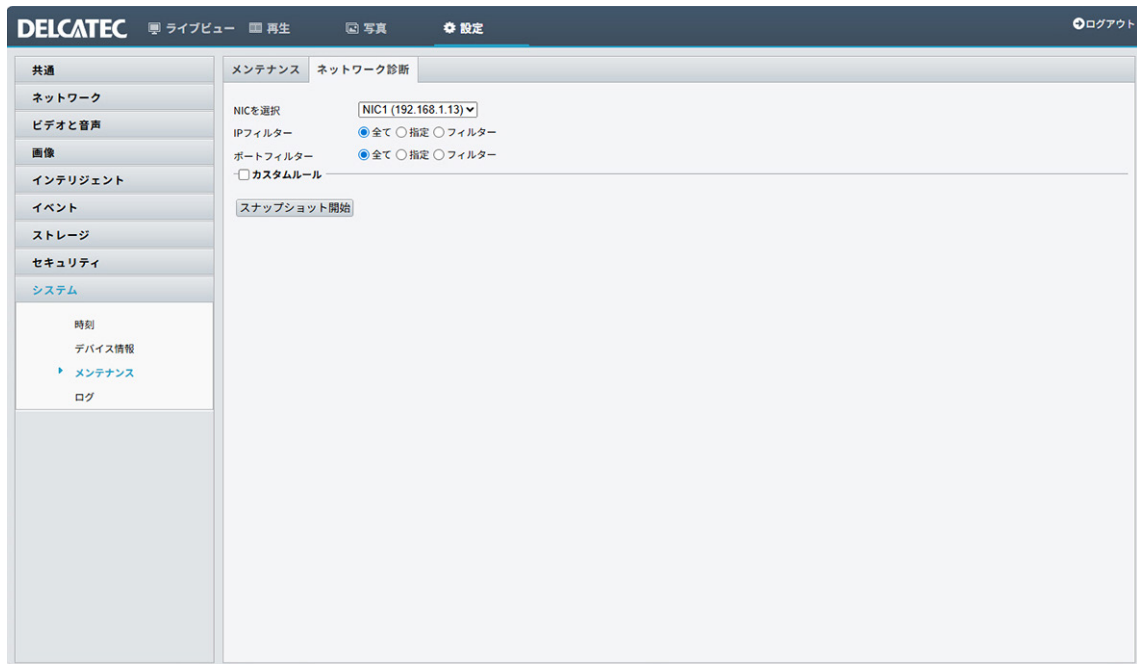 DELCATEC ライブビュー 再生 写真 設定 ログアウト
共通
ネットワーク
ビデオと音声
画像
インテリジェント
イベント
ストレージ
セキュリティ
システム
時刻
デバイス情報
メンテナンス
ログ
メンテナンス ネットワーク診断
NICを選択 NIC1 (192.168.1.13)
IPフィルター 全て 指定 フィルター
ポートフィルター 全て 指定 フィルター
カスタムルール
スナップショット開始